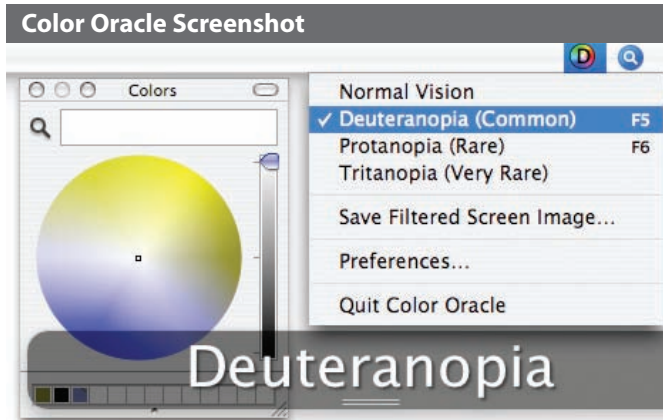 Color Oracle Screenshot
D
Colors
Normal Vision
✓ Deuteranopia (Common) F5
Protanopia (Rare) F6
Tritanopia (Very Rare)
Save Filtered Screen Image...
Preferences...
Quit Color Oracle
Deuteranopia